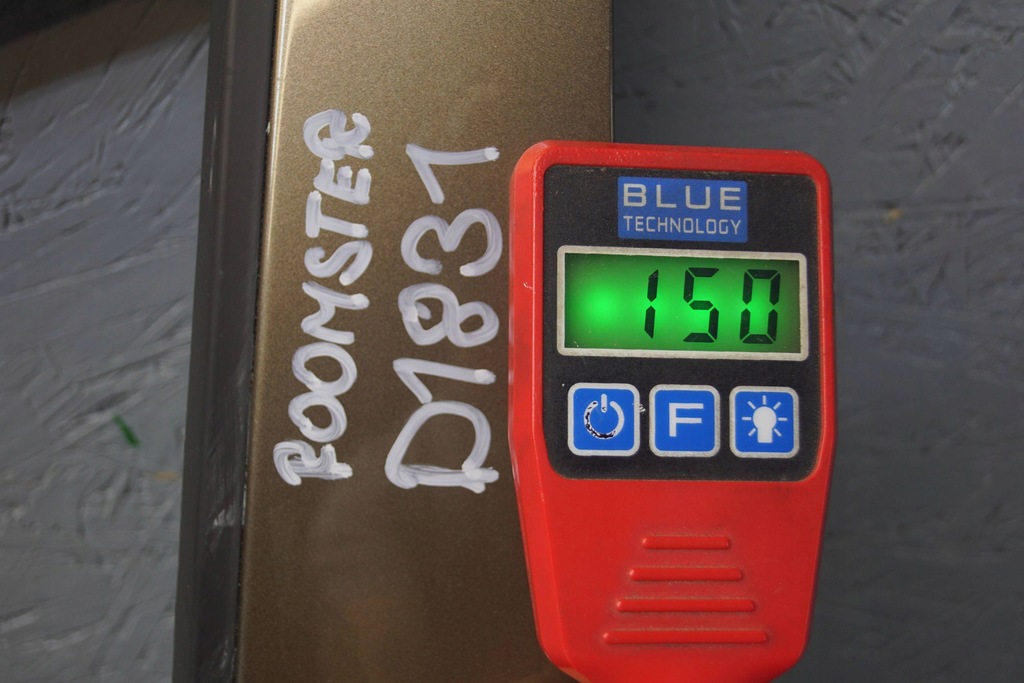 ROOMSTER
D1831
BLUE
TECHNOLOGY
150
F